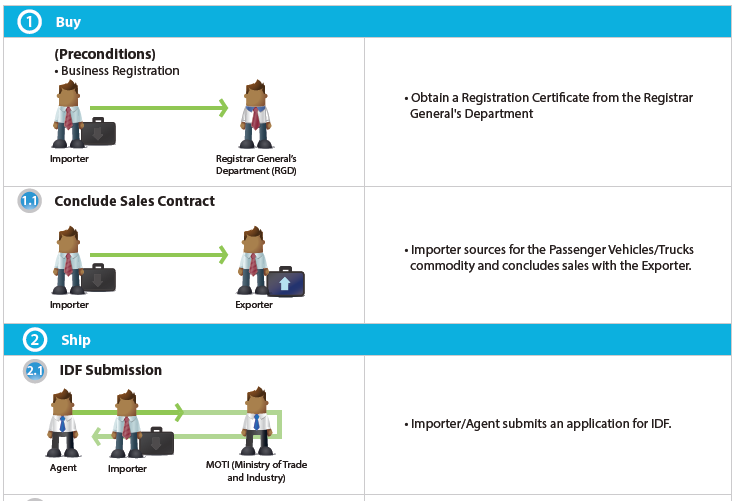 1 Buy
(Preconditions)
• Business Registration
Importer
Registrar General's
Department (RGD)
• Obtain a Registration Certificate from the Registrar
General's Department
1.1 Conclude Sales Contract
Importer
Exporter
• Importer sources for the Passenger Vehicles/Trucks
commodity and concludes sales with the Exporter.
2 Ship
2.1 IDF Submission
Agent
Importer
MOTI (Ministry of Trade
and Industry)
• Importer/Agent submits an application for IDF.